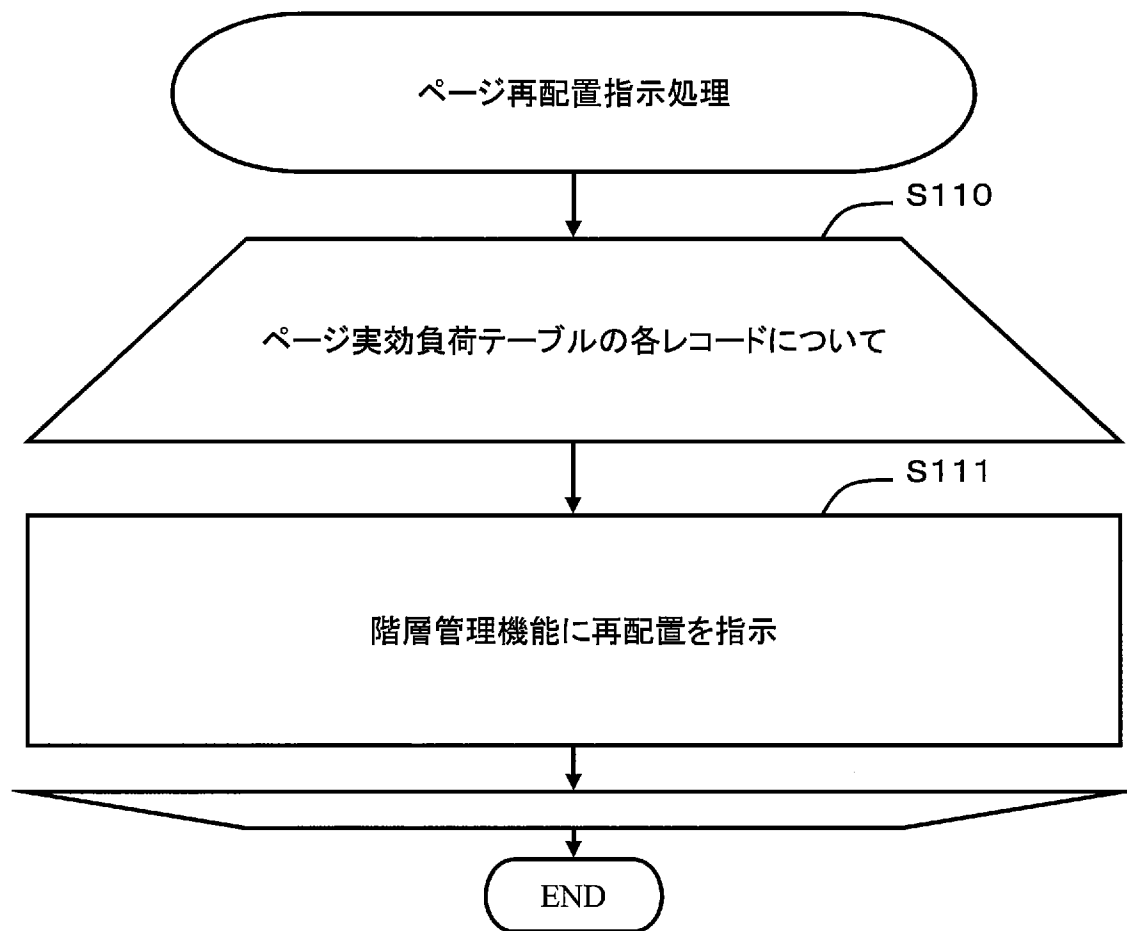 ページ再配置指示処理
S110
ページ実効負荷テーブルの各レコードについて
S111
階層管理機能に再配置を指示
END